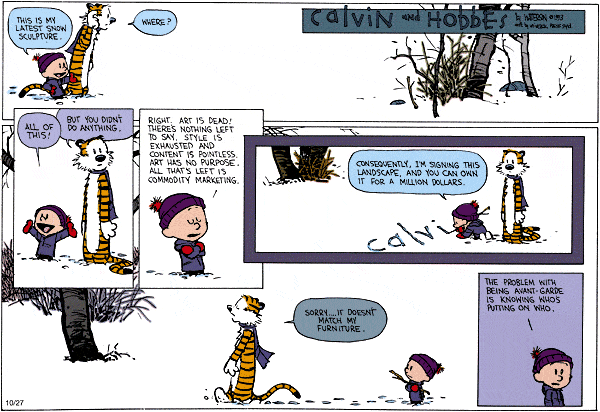 THIS IS MY
LATEST SNOW
SCULPTURE.
WHERE?
CALVIN and HOBBES
ALL OF
THIS!
BUT YOU DIDN'T
DO ANYTHING.
RIGHT. ART IS DEAD!
THERE'S NOTHING LEFT
TO SAY. STYLE IS
EXHAUSTED AND
CONTENT IS POINTLESS.
ART HAS NO PURPOSE.
ALL THAT'S LEFT IS
COMMODITY MARKETING.
CONSEQUENTLY, I'M SIGNING THIS
LANDSCAPE, AND YOU CAN OWN
IT FOR A MILLION DOLLARS.
calvi
SORRY....IT DOESN'T
MATCH MY
FURNITURE.
THE PROBLEM WITH
BEING AVANT-GARDE
IS KNOWING WHO'S
PUTTING ON WHO.
10/27